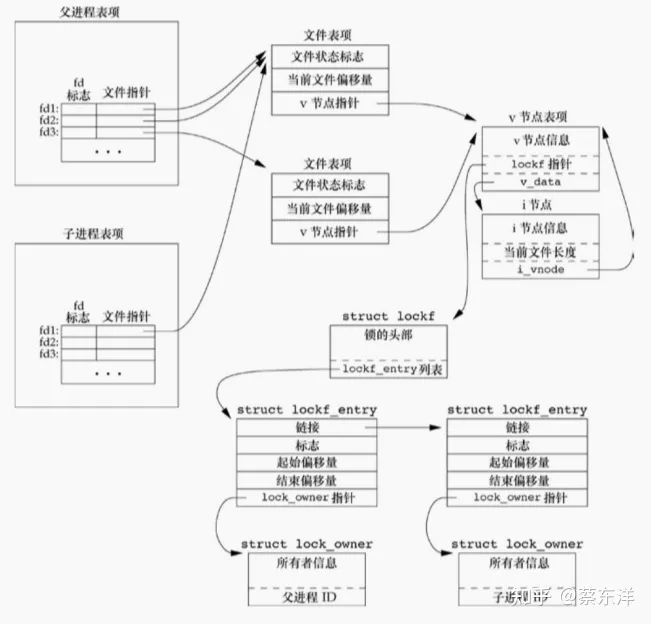 父进程表项
fd
标志 文件指针
fd1:
fd2:
fd3:
...
文件表项
文件状态标志
当前文件偏移量
v 节点指针
文件表项
文件状态标志
当前文件偏移量
v 节点指针
v 节点表项
v 节点信息
lockf 指针
v_data
i 节点
i 节点信息
当前文件长度
i_vnode
子进程表项
fd
标志 文件指针
fd1:
fd2:
fd3:
...
struct lockf
锁的头部
lockf_entry 列表
struct lockf_entry
链接
标志
起始偏移量
结束偏移量
lock_owner 指针
struct lockf_entry
链接
标志
起始偏移量
结束偏移量
lock_owner 指针
struct lock_owner
所有者信息
父进程 ID
struct lock_owner
所有者信息
子进程 ID
知乎 @蔡东洋